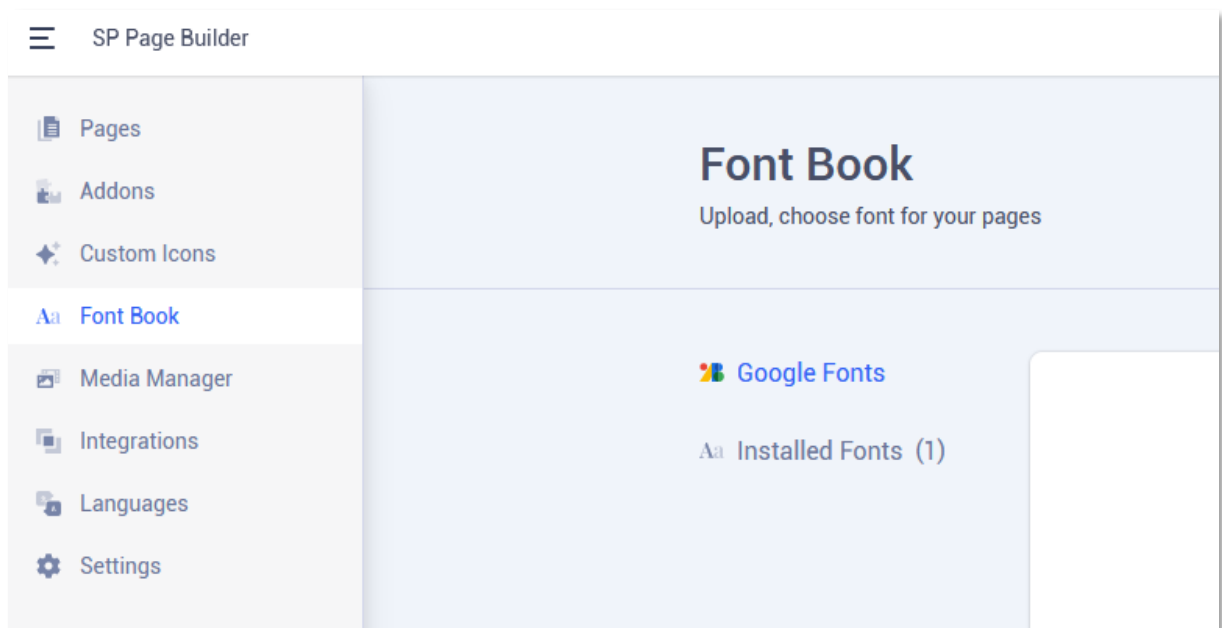 SP Page Builder
Pages
Addons
Custom Icons
Aa Font Book
Media Manager
Integrations
Languages
Settings
Font Book
Upload, choose font for your pages
Google Fonts
Aa Installed Fonts (1)